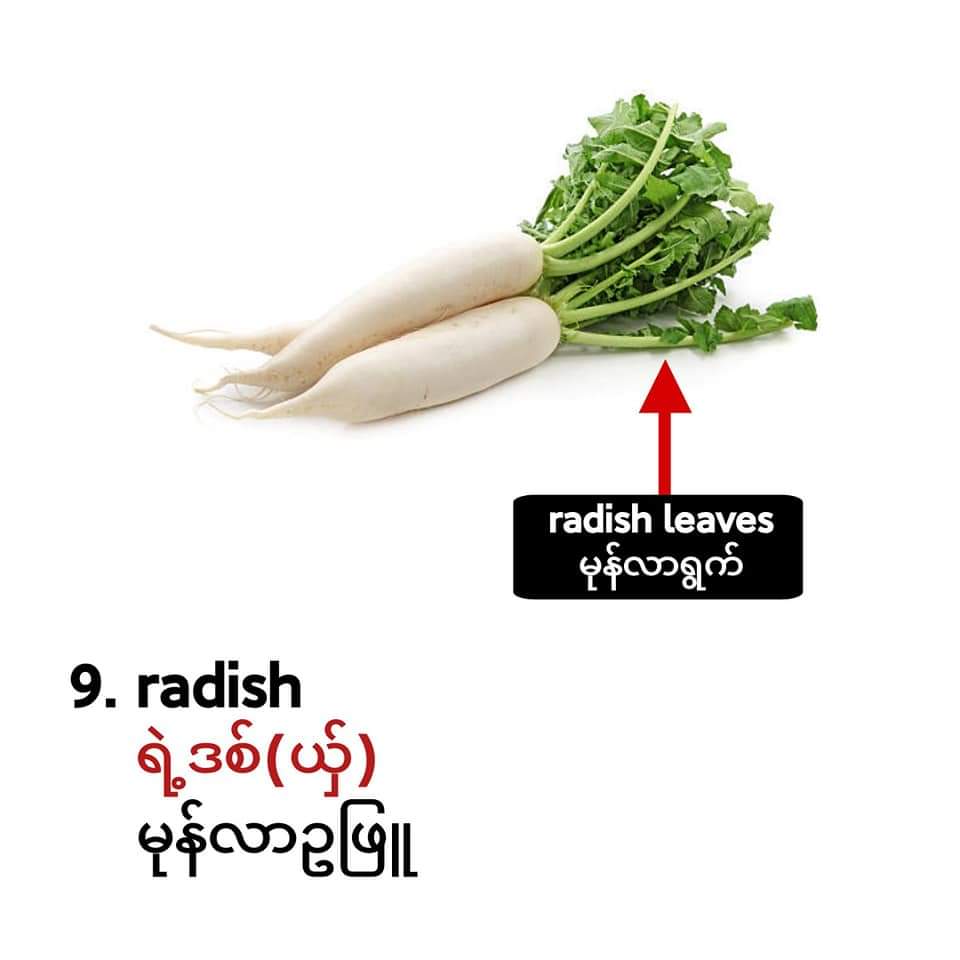 radish leaves
မုန်လာရွက်
9. radish
ရဲ့ဒစ်(ယှ်)
မုန်လာဥဖြူ